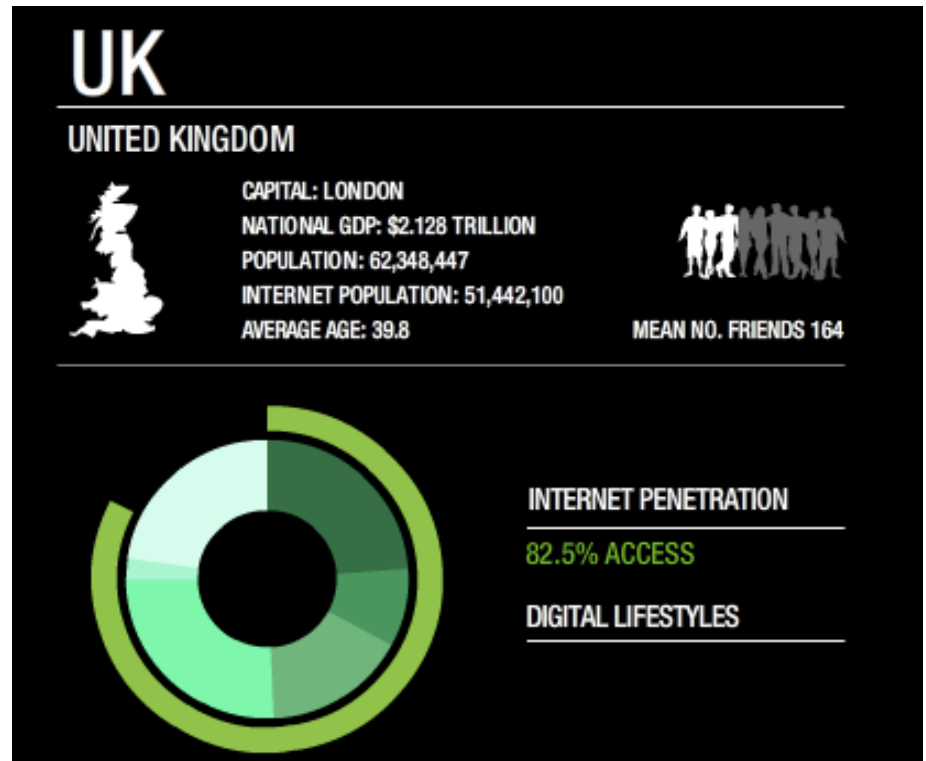 UK
UNITED KINGDOM
CAPITAL: LONDON
NATIONAL GDP: $2.128 TRILLION
POPULATION: 62,348,447
INTERNET POPULATION: 51,442,100
AVERAGE AGE: 39.8
MEAN NO. FRIENDS 164
INTERNET PENETRATION
82.5% ACCESS
DIGITAL LIFESTYLES